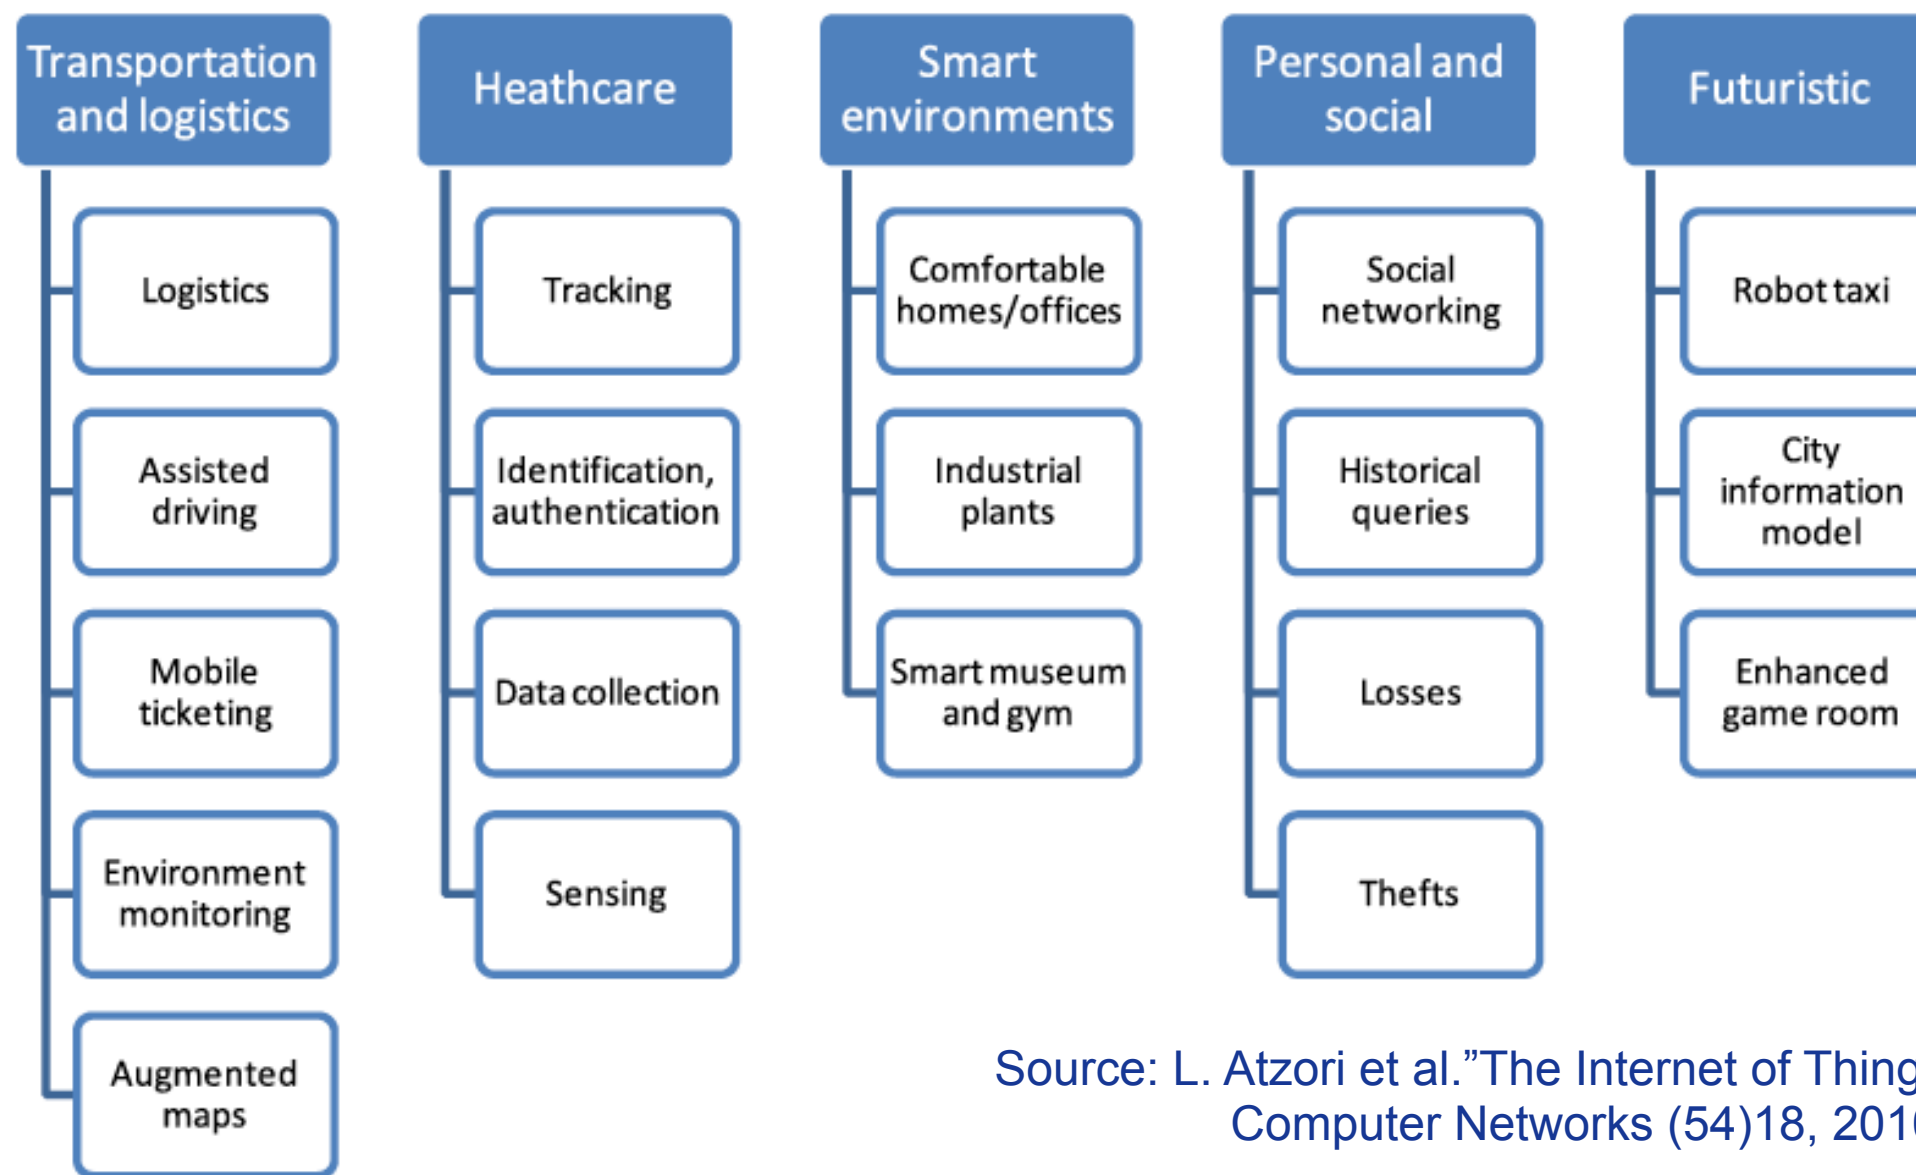 Transportation
and logistics
Logistics
Assisted
driving
Mobile
ticketing
Environment
monitoring
Augmented
maps
Heathcare
Tracking
Identification,
authentication
Data collection
Sensing
Smart
environments
Comfortable
homes/offices
Industrial
plants
Smart museum
and gym
Personal and
social
Social
networking
Historical
queries
Losses
Thefts
Futuristic
Robot taxi
City
information
model
Enhanced
game room
Source: L. Atzori et al.”The Internet of Thing
Computer Networks (54)18, 201